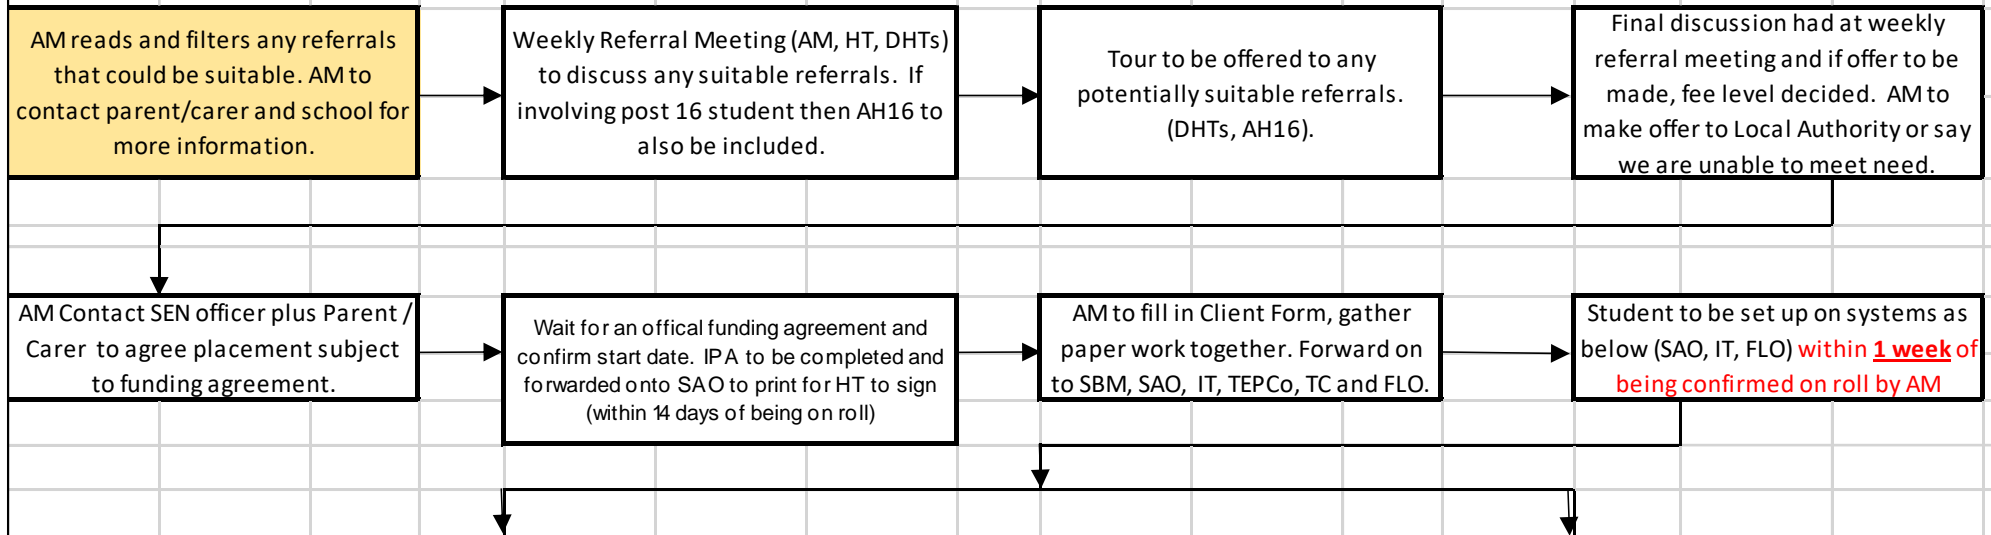 AM reads and filters any referrals
that could be suitable. AM to
contact parent/carer and school for
more information.
Weekly Referral Meeting (AM, HT, DHTs)
to discuss any suitable referrals. If
involving post 16 student then AH16 to
also be included.
Tour to be offered to any
potentially suitable referrals.
(DHTs, AH16).
Final discussion had at weekly
referral meeting and if offer to be
made, fee level decided. AM to
make offer to Local Authority or say
we are unable to meet need.
AM Contact SEN officer plus Parent /
Carer to agree placement subject
to funding agreement.
Wait for an offical funding agreement and
confirm start date. IPA to be completed and
forwarded onto SAO to print for HT to sign
(within 14 days of being on roll)
AM to fill in Client Form, gather
paper work together. Forward on
to SBM, SAO, IT, TEPCo, TC and FLO.
Student to be set up on systems as
below (SAO, IT, FLO) within 1 week of
being confirmed on roll by AM